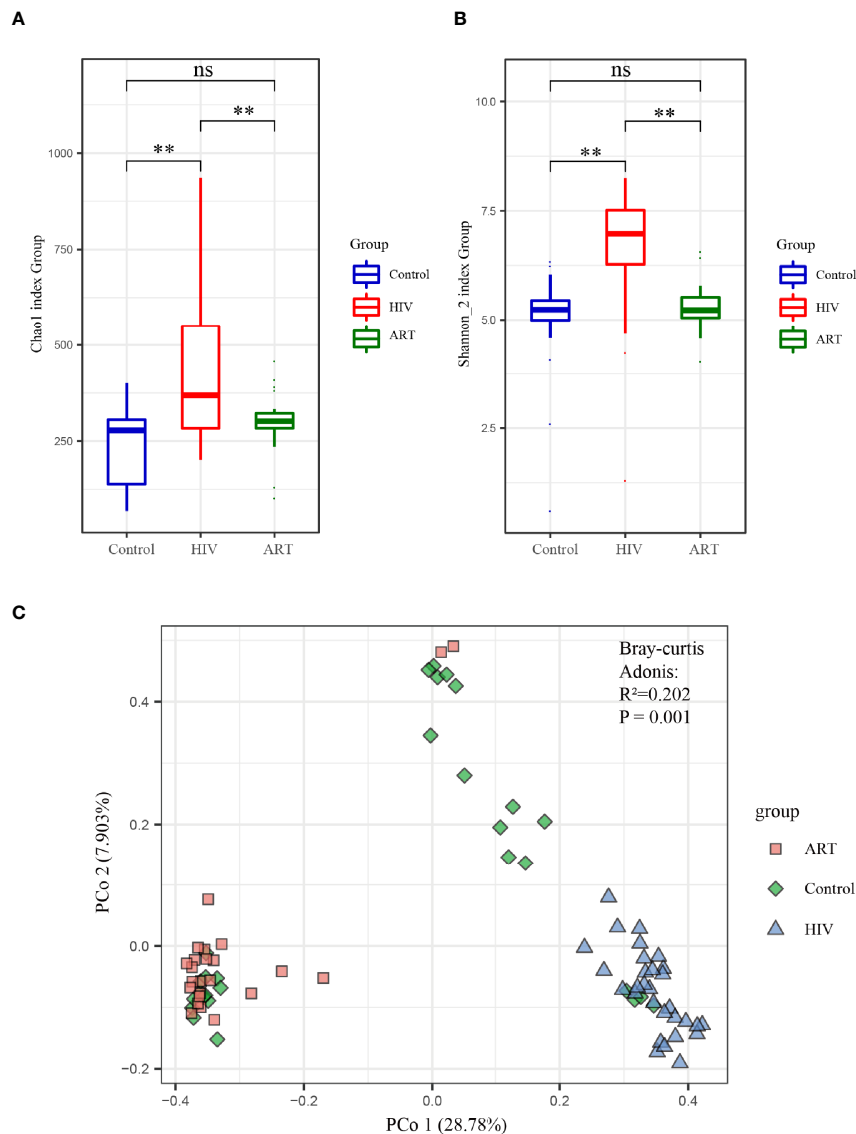 A
ns
**
**
1000
750
500
250
Chao1 index Group
Control
HIV
ART
Group
Control
HIV
ART
B
ns
**
**
10.0
7.5
5.0
2.5
Shannon_2 index Group
Control
HIV
ART
Group
Control
HIV
ART
C
Bray-curtis
Adonis:
R²=0.202
P = 0.001
0.4
0.2
0.0
−0.2
PCo 2 (7.903%)
−0.4
−0.2
0.0
0.2
0.4
PCo 1 (28.78%)
group
ART
Control
HIV